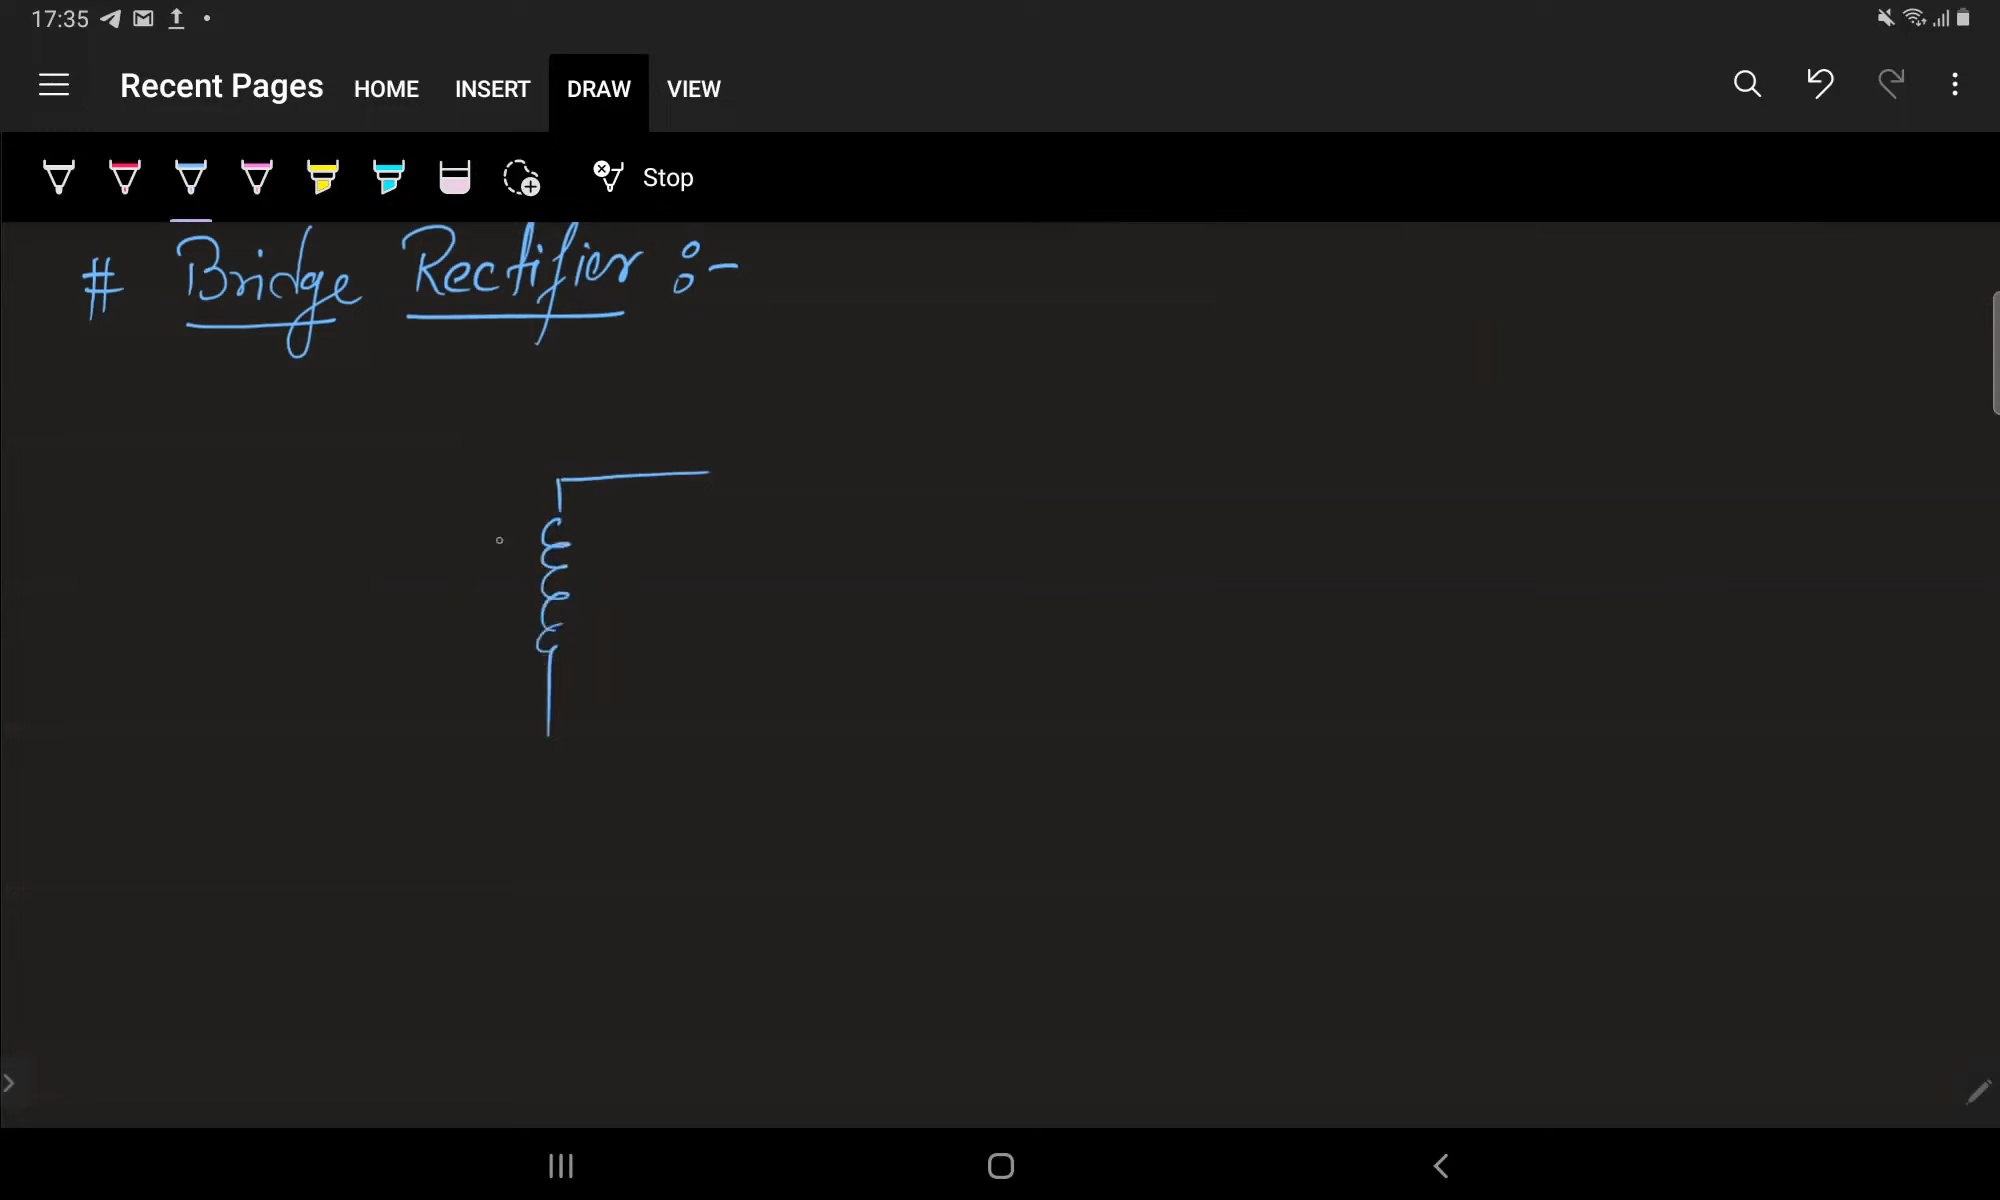 17:35
Recent Pages HOME INSERT DRAW VIEW
Stop
# Bridge Rectifier :-